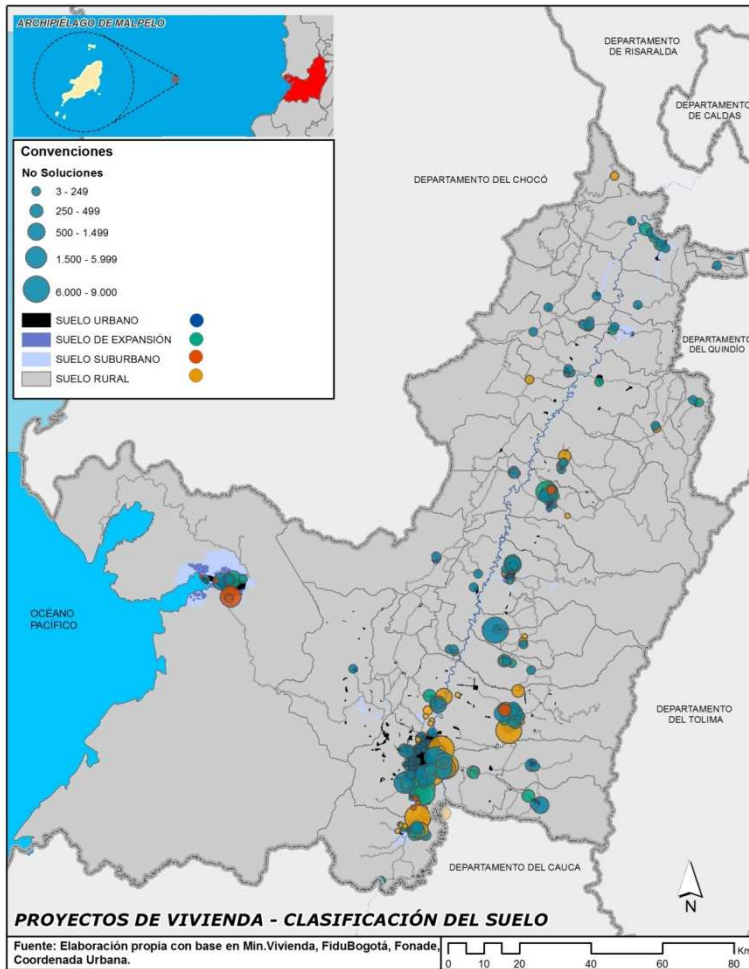 ARCHIPIÉLAGO DE MALPELO
DEPARTAMENTO
DE RISARALDA
DEPARTAMENTO
DE CALDAS
DEPARTAMENTO DEL CHOCÓ
Convenciones
No Soluciones
3 - 249
250 - 499
500 - 1.499
1.500 - 5.999
6.000 - 9.000
SUELO URBANO
SUELO DE EXPANSIÓN
SUELO SUBURBANO
SUELO RURAL
DEPARTAMENTO
DEL QUINDÍO
OCÉANO
PACÍFICO
DEPARTAMENTO
DEL TOLIMA
DEPARTAMENTO DEL CAUCA
N
PROYECTOS DE VIVIENDA - CLASIFICACIÓN DEL SUELO
Fuente: Elaboración propia con base en Min.Vivienda, FiduBogotá, Fonade,
Coordenada Urbana.
0 10 20 40 60 80
Km